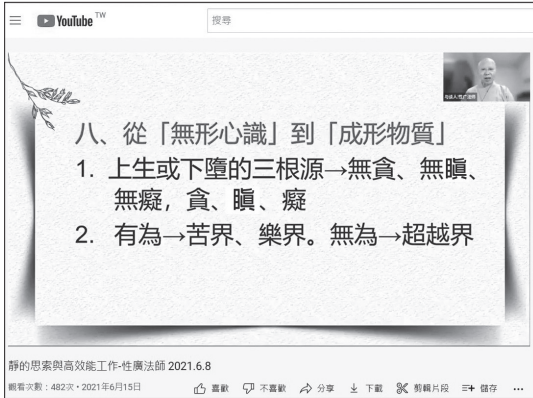 YouTube TW
搜尋
八、從「無形心識」到「成形物質」
1. 上生或下墮的三根源→無貪、無瞋、
無癡，貪、瞋、癡
2. 有為→苦界、樂界。無為→超越界
靜的思索與高效能工作-性廣法師 2021.6.8
觀看次數：482次・2021年6月15日 喜歡 不喜歡 分享 下載 剪輯片段 儲存